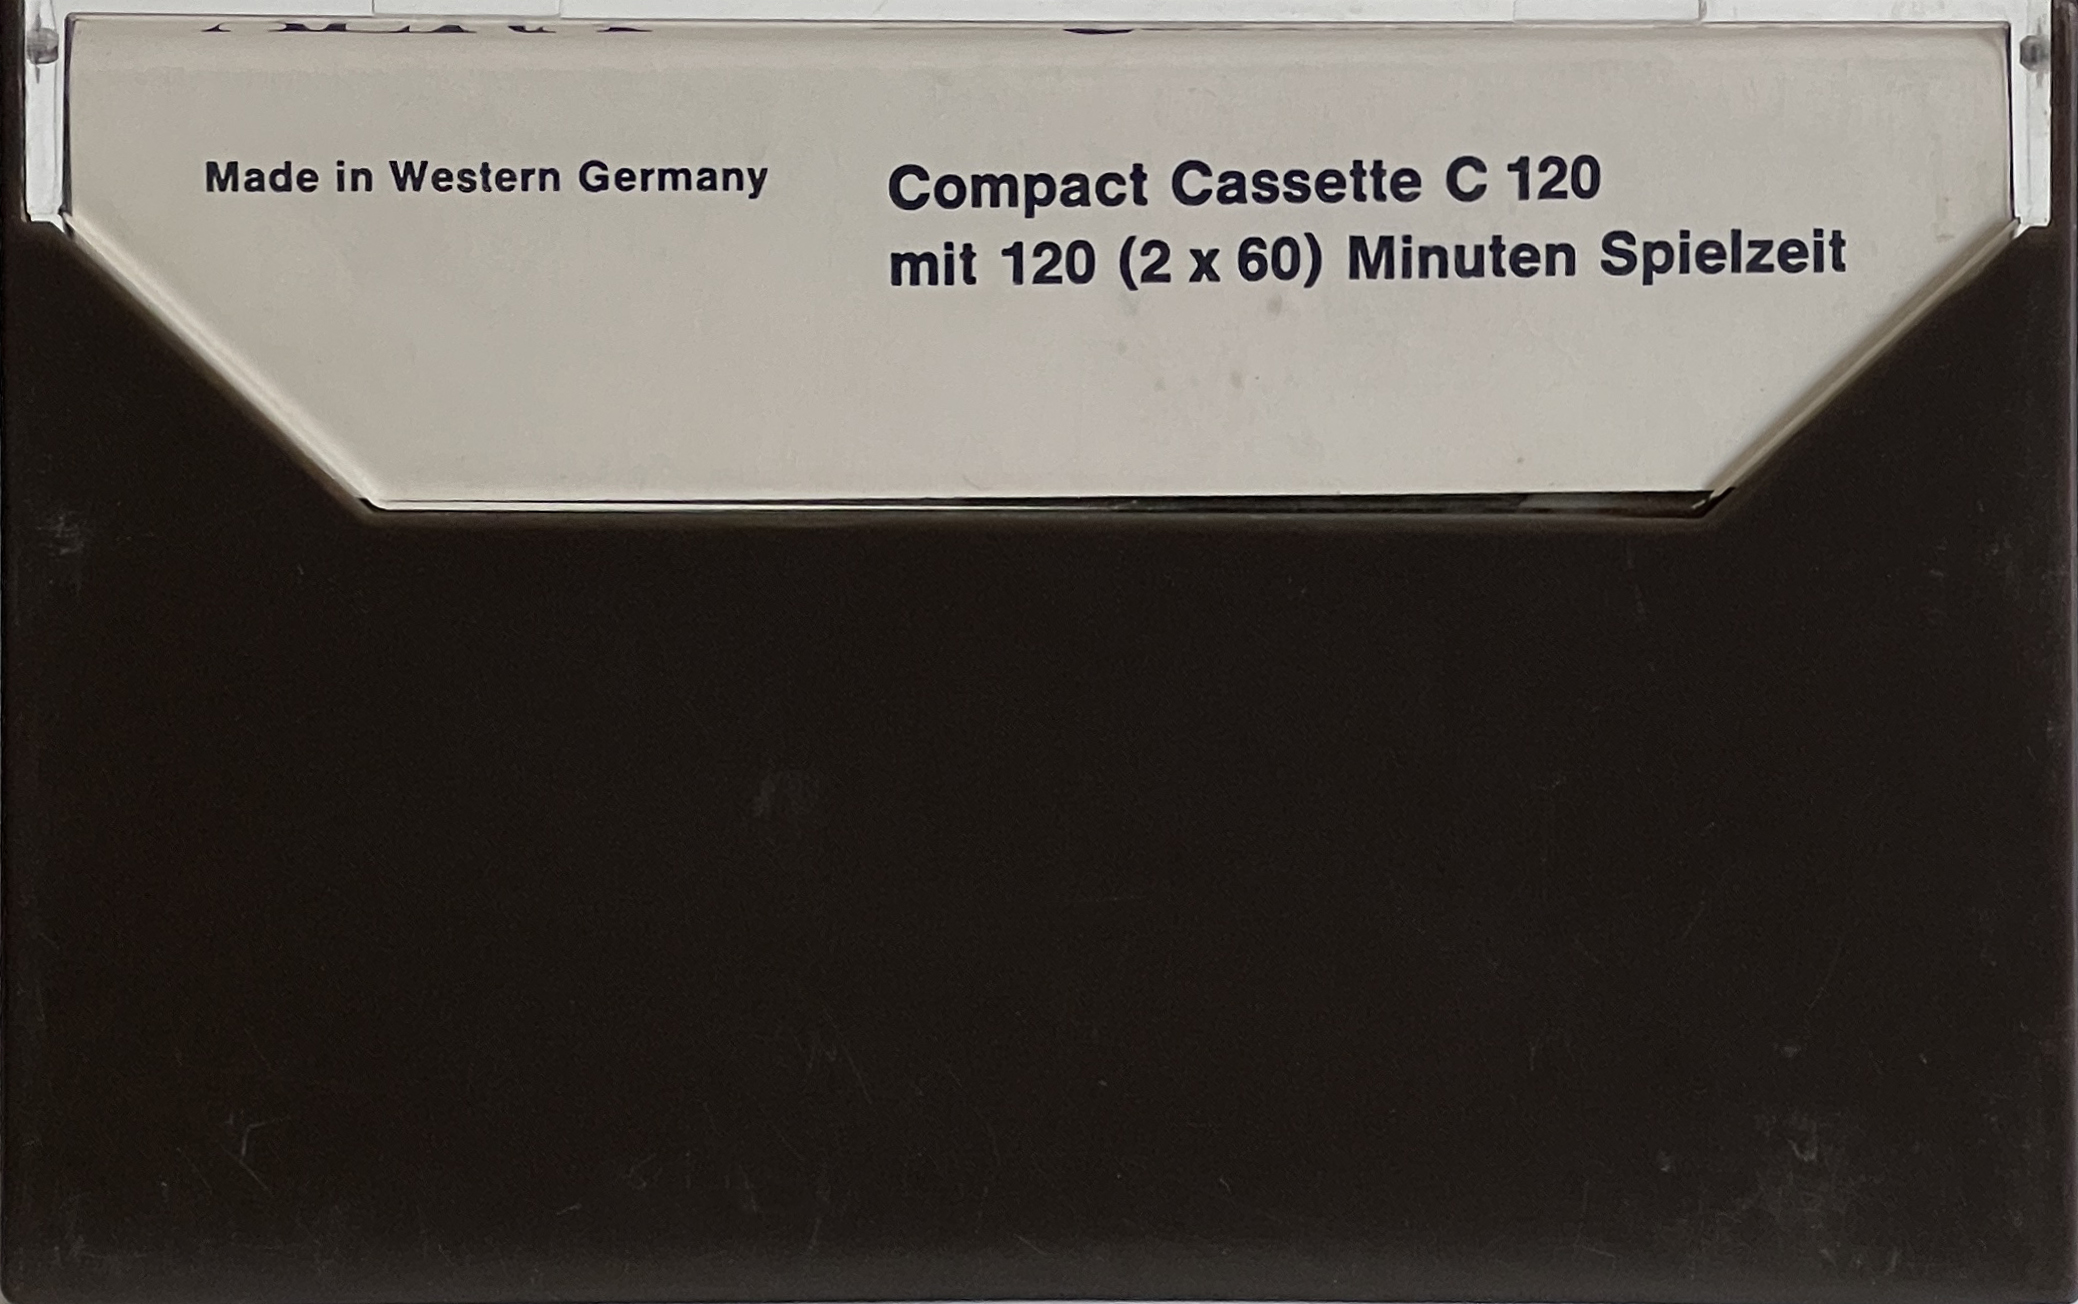 Made in Western Germany
Compact Cassette C 120
mit 120 (2 x 60) Minuten Spielzeit